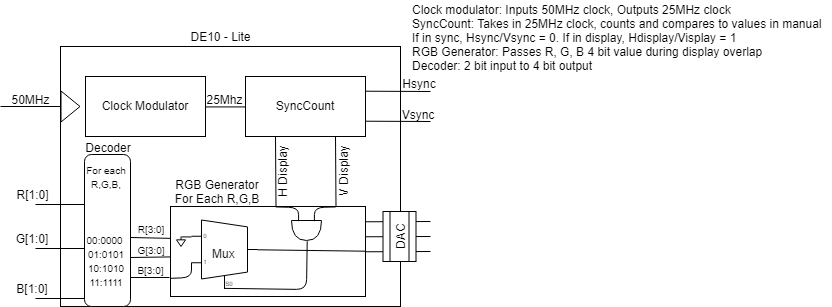 Clock modulator: Inputs 50MHz clock, Outputs 25MHz clock
SyncCount: Takes in 25MHz clock, counts and compares to values in manual
If in sync, Hsync/Vsync = 0. If in display, Hdisplay/Visplay = 1
RGB Generator: Passes R, G, B 4 bit value during display overlap
Decoder: 2 bit input to 4 bit output
DE10 - Lite
50MHz
Clock Modulator
25Mhz
SyncCount
Hsync
Vsync
Decoder
For each
R,G,B,
00:0000
01:0101
10:1010
11:1111
R[1:0]
G[1:0]
B[1:0]
R[3:0]
G[3:0]
B[3:0]
RGB Generator
For Each R,G,B
H Display
V Display
0
1
Mux
S0
DAC